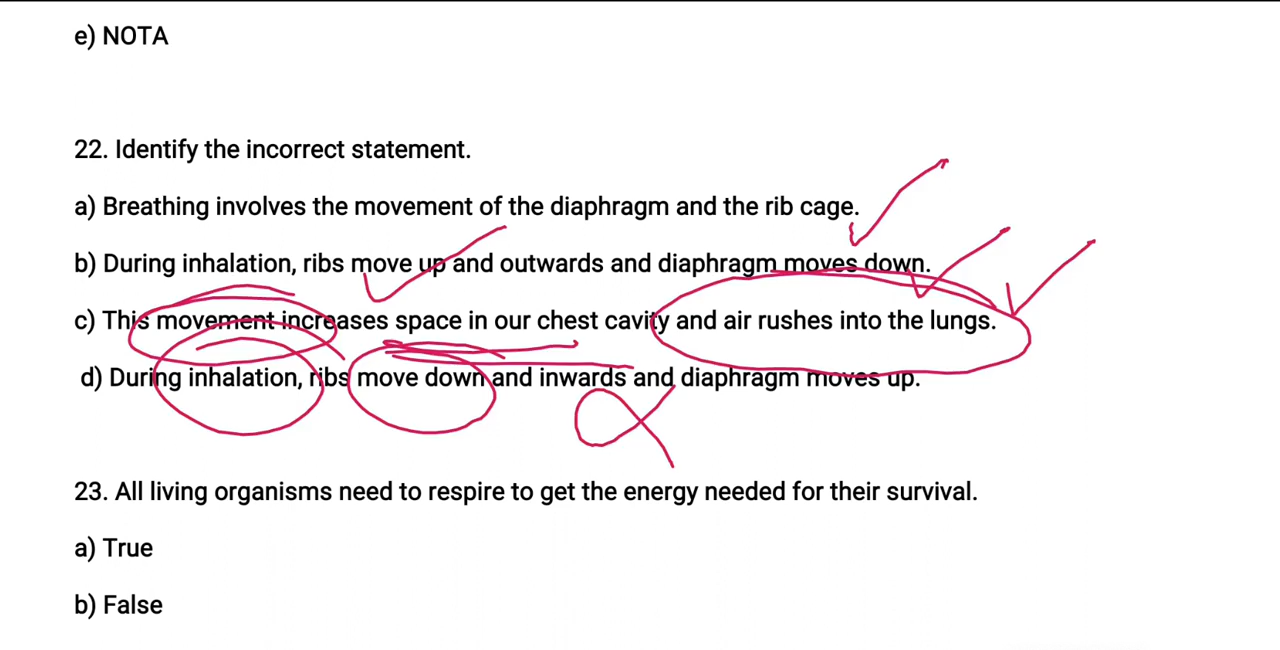 e) NOTA
22. Identify the incorrect statement.
a) Breathing involves the movement of the diaphragm and the rib cage.
b) During inhalation, ribs move up and outwards and diaphragm moves down.
c) This movement increases space in our chest cavity and air rushes into the lungs.
d) During inhalation, ribs move down and inwards and diaphragm moves up.
23. All living organisms need to respire to get the energy needed for their survival.
a) True
b) False